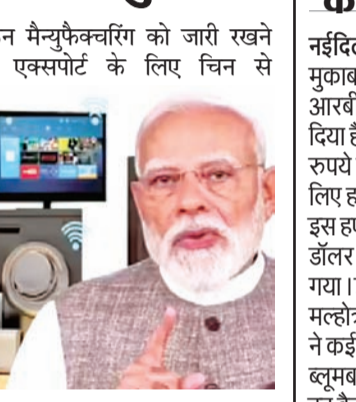 मैन्युफैक्चरिंग को जारी रखने
एक्सपोर्ट के लिए चिन से
नईदिल
मुकाब
आरबी
दिया है
रुपये
लिए ह
इस हप
डॉलर
गया।
मल्होत्र
ने कई
ब्लूमब